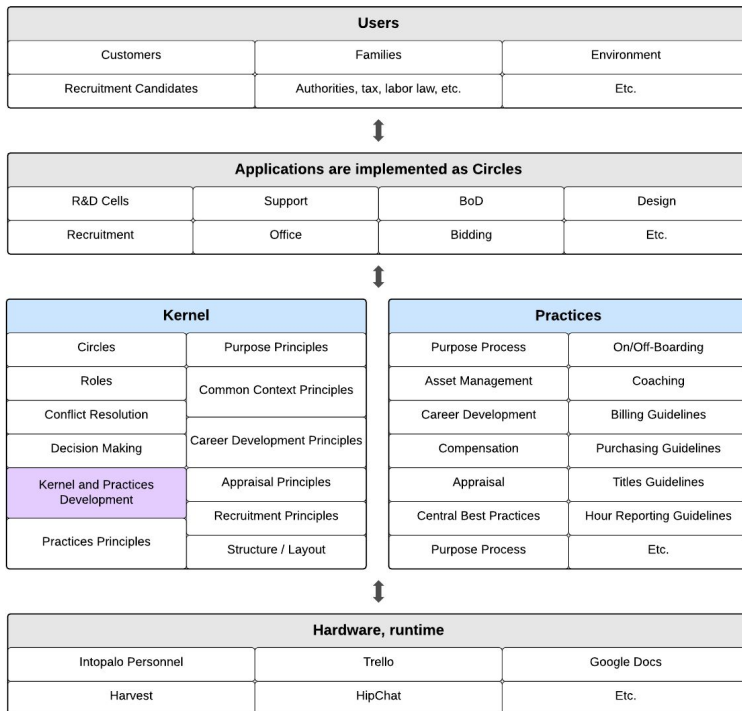 Users
Customers
Families
Environment
Recruitment Candidates
Authorities, tax, labor law, etc.
Etc.
Applications are implemented as Circles
R&D Cells
Support
BoD
Design
Recruitment
Office
Bidding
Etc.
Kernel
Circles
Purpose Principles
Roles
Common Context Principles
Conflict Resolution
Decision Making
Career Development Principles
Kernel and Practices
Development
Appraisal Principles
Recruitment Principles
Practices Principles
Structure / Layout
Practices
Purpose Process
On/Off-Boarding
Asset Management
Coaching
Career Development
Billing Guidelines
Compensation
Purchasing Guidelines
Appraisal
Titles Guidelines
Central Best Practices
Hour Reporting Guidelines
Purpose Process
Etc.
Hardware, runtime
Intopalo Personnel
Trello
Google Docs
Harvest
HipChat
Etc.